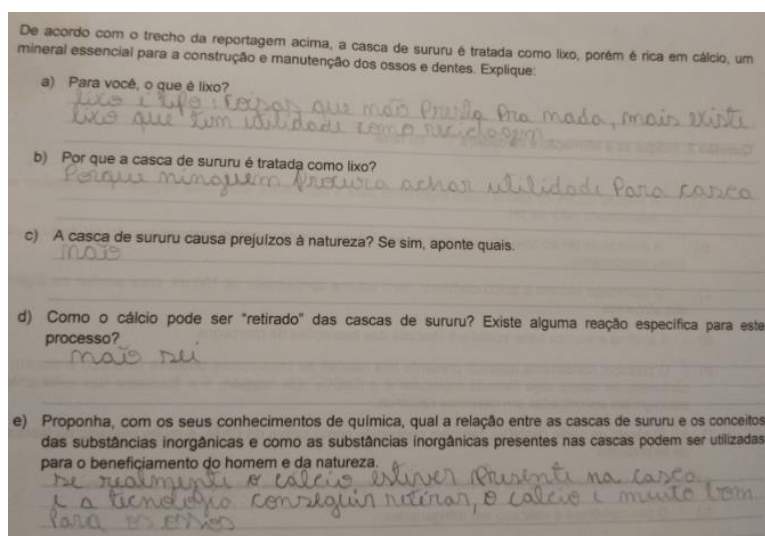 De acordo com o trecho da reportagem acima, a casca de sururu é tratada como lixo, porém é rica em cálcio, um
mineral essencial para a construção e manutenção dos ossos e dentes. Explique:
a) Para você, o que é lixo?
lixo é tipo: coisas que não presta pra nada, mais existi
lixo que tem utilidade como reciclagem
b) Por que a casca de sururu é tratada como lixo?
Porque ninguem procura achar utilidade Para casca
c) A casca de sururu causa prejuízos à natureza? Se sim, aponte quais.
não
d) Como o cálcio pode ser "retirado" das cascas de sururu? Existe alguma reação específica para este
processo?
não sei
e) Proponha, com os seus conhecimentos de química, qual a relação entre as cascas de sururu e os conceitos
das substâncias inorgânicas e como as substâncias inorgânicas presentes nas cascas podem ser utilizadas
para o beneficiamento do homem e da natureza.
se realmente o calcio estiver Presente na casca,
e a ticnologia conseguir retirar, o calcio é muito bom
Para os ossos